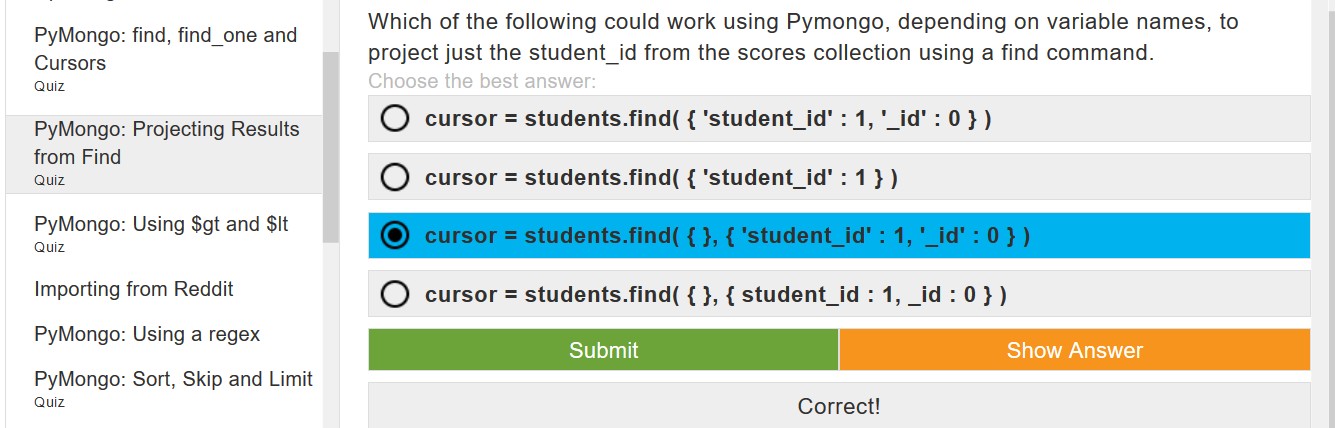 PyMongo: find, find_one and
Cursors
Quiz
PyMongo: Projecting Results
from Find
Quiz
PyMongo: Using $gt and $lt
Quiz
Importing from Reddit
PyMongo: Using a regex
PyMongo: Sort, Skip and Limit
Quiz
Which of the following could work using Pymongo, depending on variable names, to
project just the student_id from the scores collection using a find command.
Choose the best answer:
cursor = students.find( { 'student_id' : 1, '_id' : 0 } )
cursor = students.find( { 'student_id' : 1 } )
cursor = students.find( { }, { 'student_id' : 1, '_id' : 0 } )
cursor = students.find( { }, { student_id : 1, _id : 0 } )
Submit
Show Answer
Correct!